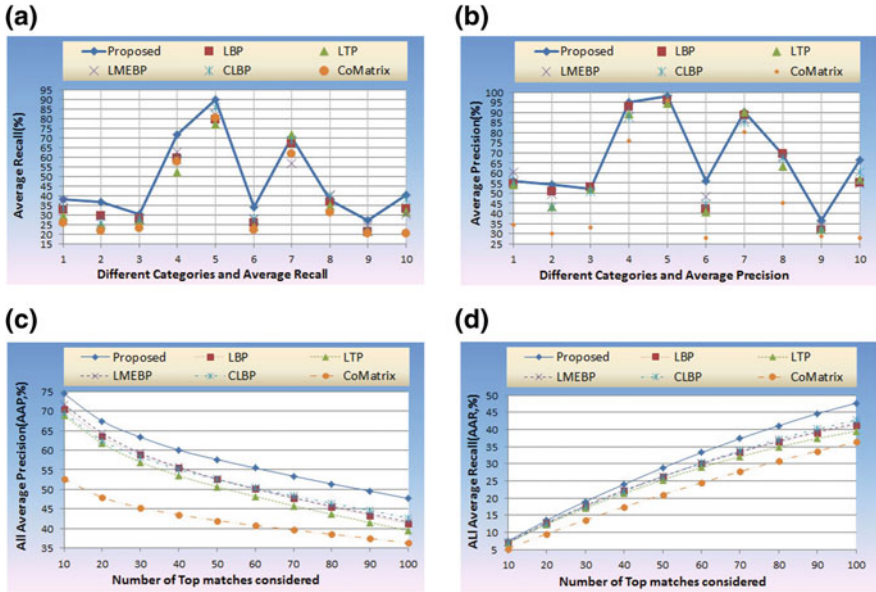 (a)
Proposed LBP LTP
LMEBP CLBP CoMatrix
Average Recall(%)
95
90
85
80
75
70
65
60
55
50
45
40
35
30
25
20
15
1 2 3 4 5 6 7 8 9 10
Different Categories and Average Recall
(b)
Proposed LBP LTP
LMEBP CLBP CoMatrix
Average Precision(%)
100
95
90
85
80
75
70
65
60
55
50
45
40
35
30
25
1 2 3 4 5 6 7 8 9 10
Different Categories and Average Precision
(c)
Proposed LBP LTP
LMEBP CLBP CoMatrix
All Average Precision(AAP,%)
75
70
65
60
55
50
45
40
35
10 20 30 40 50 60 70 80 90 100
Number of Top matches considered
(d)
Proposed LBP LTP
LMEBP CLBP CoMatrix
ALl Average Recall(AAR,%)
50
45
40
35
30
25
20
15
10
5
10 20 30 40 50 60 70 80 90 100
Number of Top matches considered